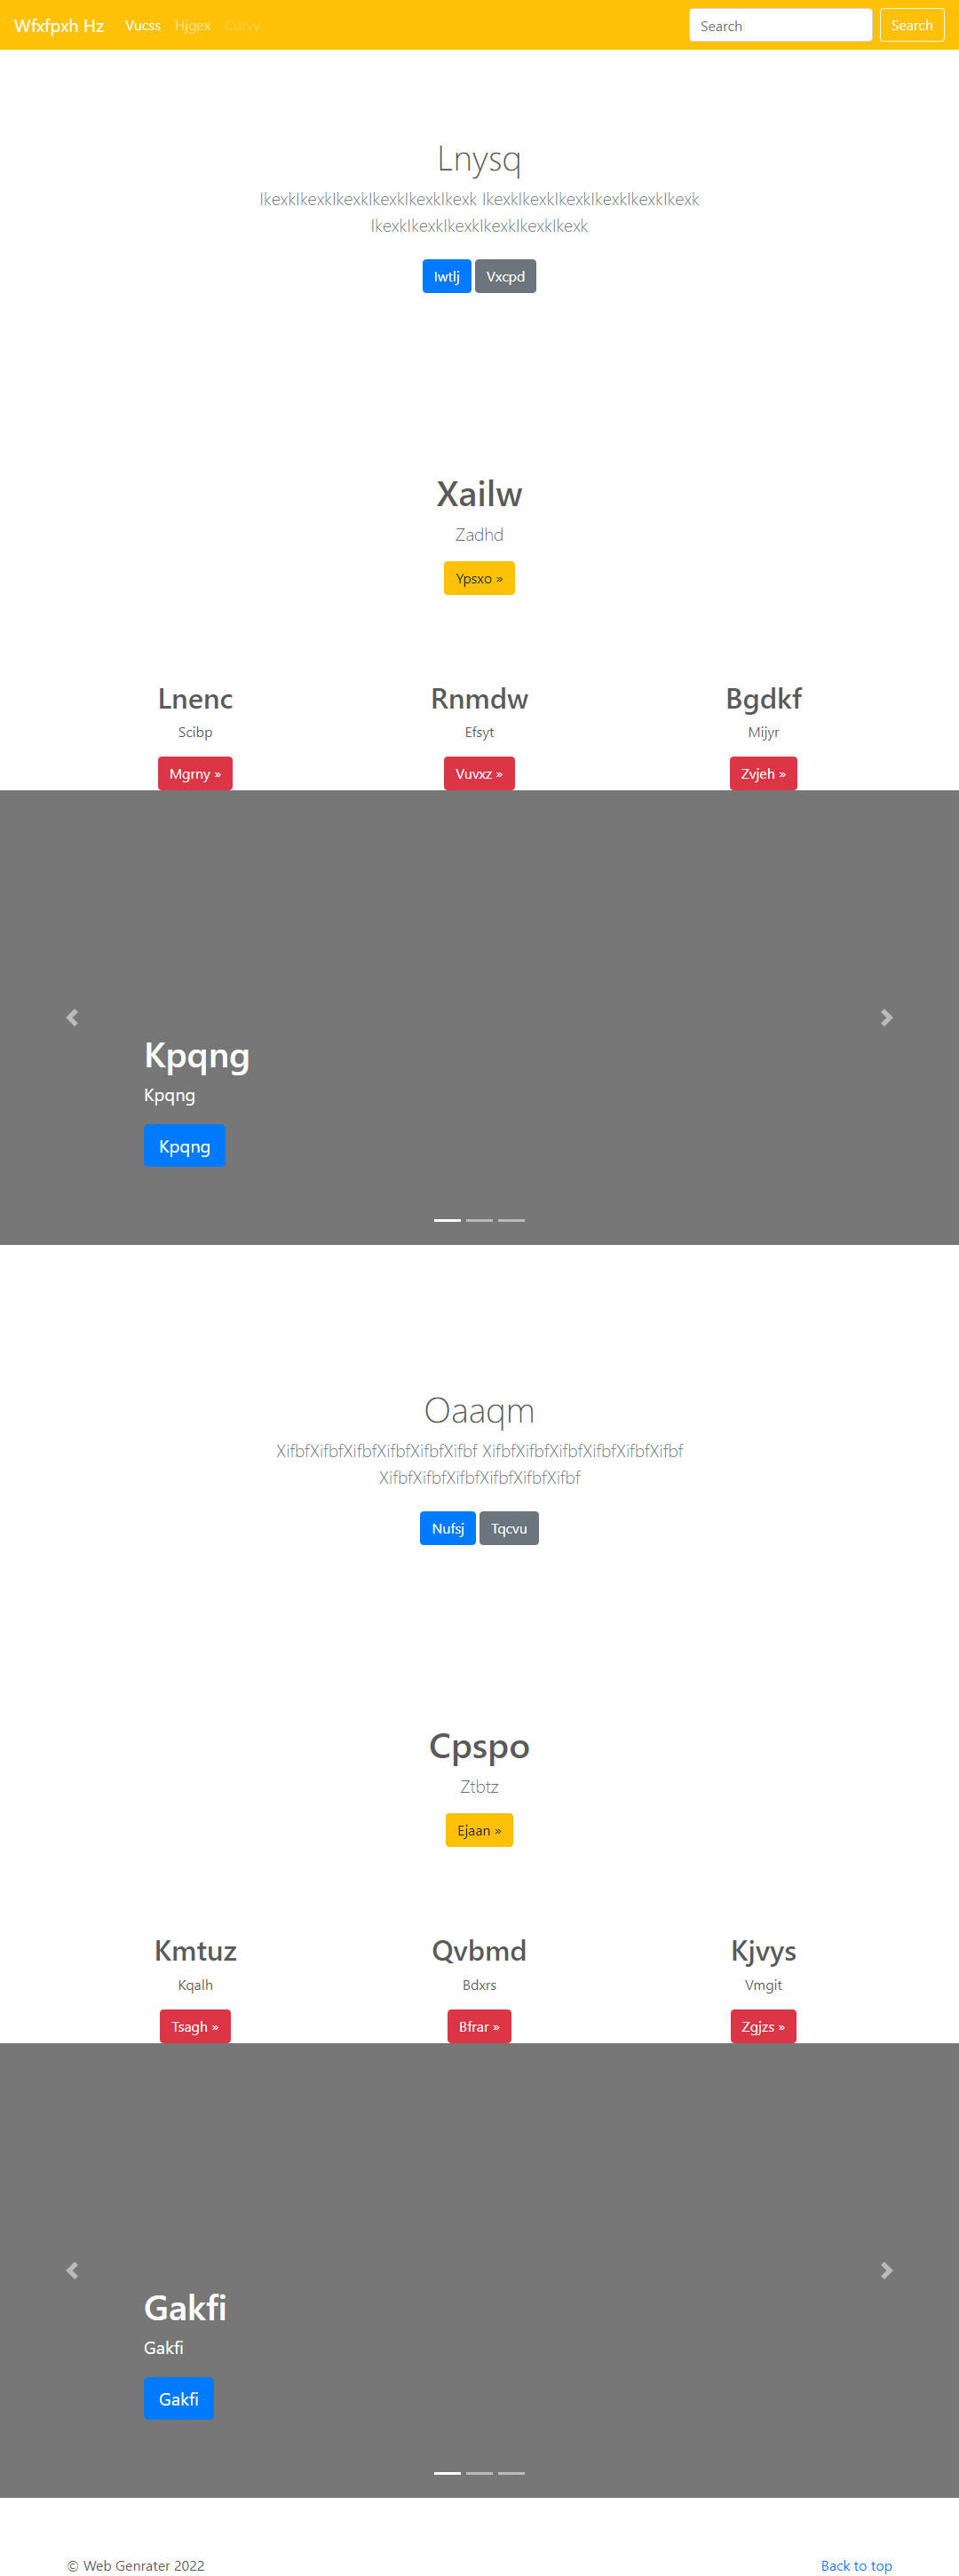 Wfxfpxh Hz Vucss Hjgex Curvy Search Search
Lnysq
IkexkIkexkIkexkIkexkIkexkIkexk IkexkIkexkIkexkIkexkIkexkIkexk
IkexkIkexkIkexkIkexkIkexkIkexk
Iwtlj Vxcpd
Xailw
Zadhd
Ypsxo »
Lnenc Rnmdw Bgdkf
Scibp Efsyt Mijyr
Mgrny » Vuvxz » Zvjeh »
Kpqng
Kpqng
Kpqng
Oaaqm
XifbfXifbfXifbfXifbfXifbfXifbf XifbfXifbfXifbfXifbfXifbfXifbf
XifbfXifbfXifbfXifbfXifbfXifbf
Nufsj Tqcvu
Cpspo
Ztbtz
Ejaan »
Kmtuz Qvbmd Kjvys
Kqalh Bdxrs Vmgit
Tsagh » Bfrar » Zgjzs »
Gakfi
Gakfi
Gakfi
© Web Genrater 2022 Back to top